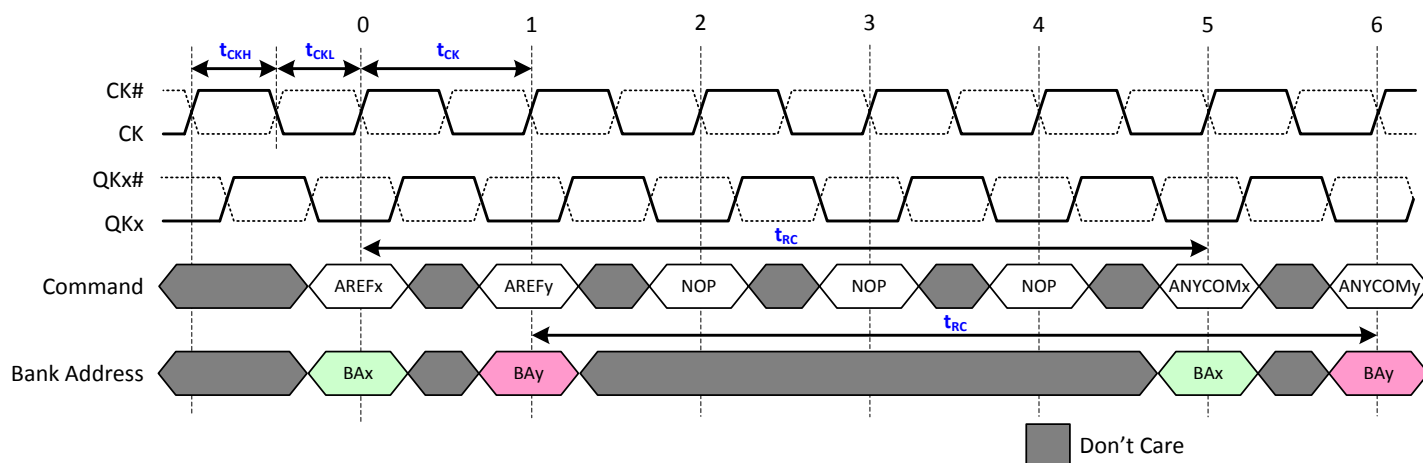 0 1 2 3 4 5 6
tCKH tCKL tCK
CK#
CK
QKx#
QKx
tRC
Command AREFx AREFy NOP NOP NOP ANYCOMx ANYCOMy
tRC
Bank Address BAx BAy BAx BAy
Don't Care